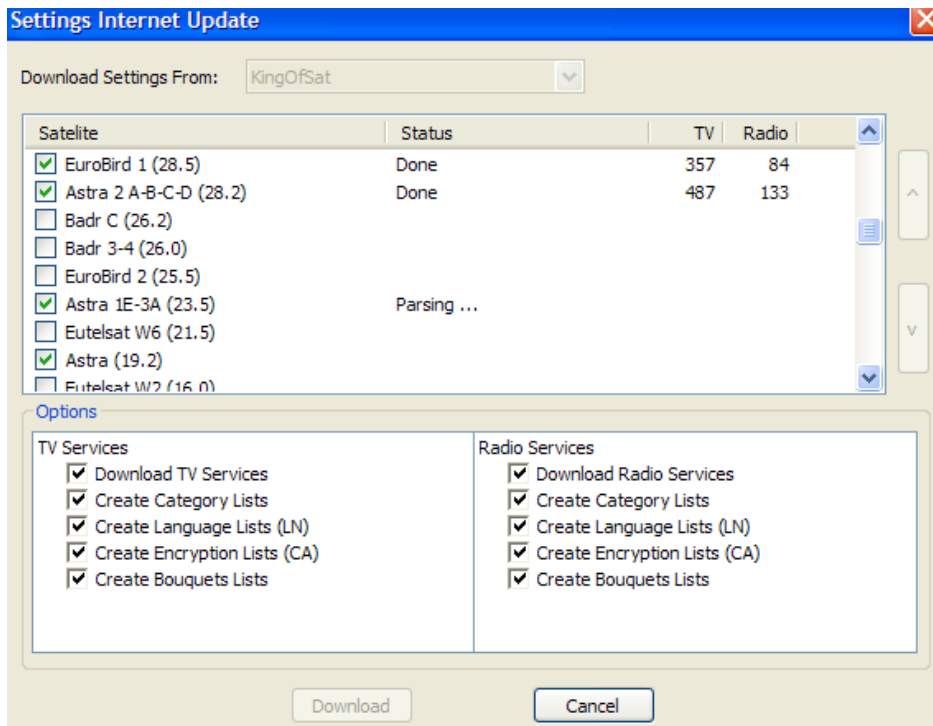 Settings Internet Update
Download Settings From: KingOfSat
Satelite Status TV Radio
EuroBird 1 (28.5) Done 357 84
Astra 2 A-B-C-D (28.2) Done 487 133
Badr C (26.2)
Badr 3-4 (26.0)
EuroBird 2 (25.5)
Astra 1E-3A (23.5) Parsing ...
Eutelsat W6 (21.5)
Astra (19.2)
Eutelsat W2 (16.0)
Options
TV Services
Download TV Services
Create Category Lists
Create Language Lists (LN)
Create Encryption Lists (CA)
Create Bouquets Lists
Radio Services
Download Radio Services
Create Category Lists
Create Language Lists (LN)
Create Encryption Lists (CA)
Create Bouquets Lists
Download Cancel